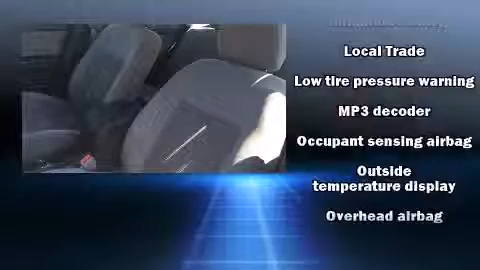 Local Trade
Low tire pressure warning
MP3 decoder
Occupant sensing airbag
Outside
temperature display
Overhead airbag